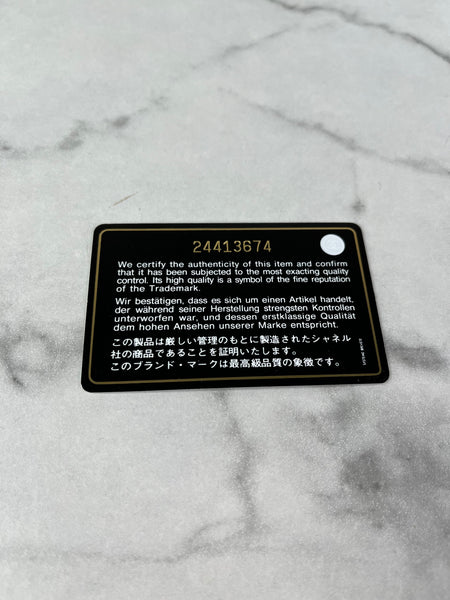 24413674
We certify the authenticity of this item and confirm
that it has been subjected to the most exacting quality
control. Its high quality is a symbol of the fine reputation
of the Trademark.
Wir bestätigen, dass es sich um einen Artikel handelt,
der während seiner Herstellung strengsten Kontrollen
unterworfen war, und dessen erstklassige Qualität
dem hohen Ansehen unserer Marke entspricht.
この製品は厳しい管理のもとに製造されたシャネル
社の商品であることを証明いたします。
このブランド・マークは最高級品質の象徴です。